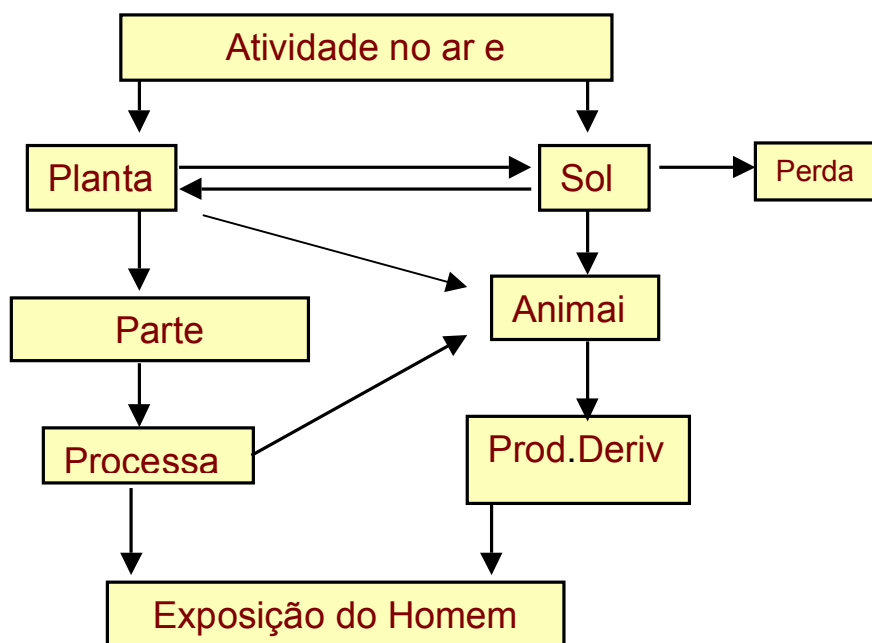 Atividade no ar e
Planta
Sol
Perda
Parte
Animai
Processa
Prod.Deriv
Exposição do Homem